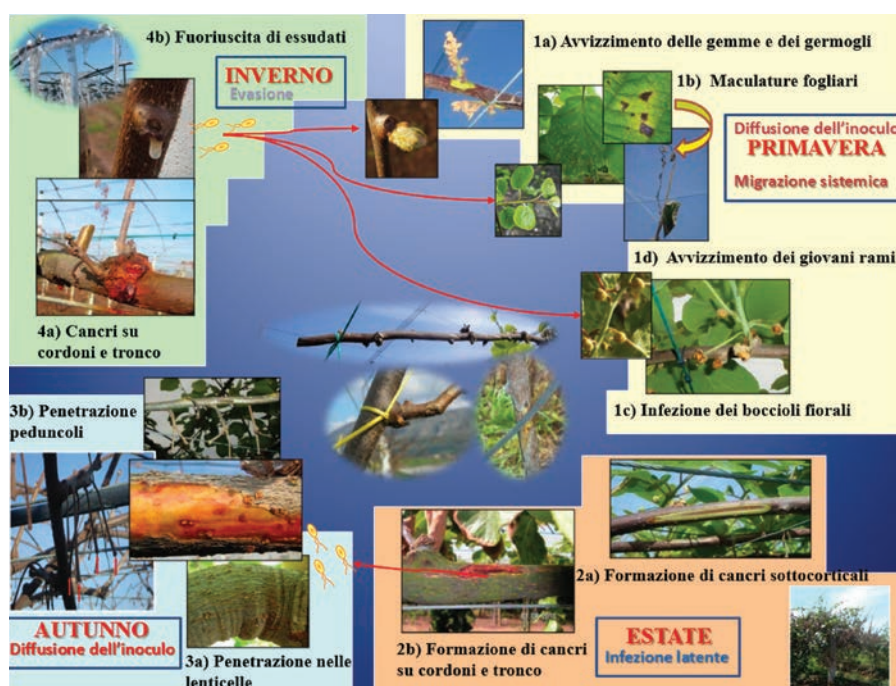 4b) Fuoriuscita di essudati
INVERNO
Evasione
4a) Cancri su
cordoni e tronco
1a) Avvizzimento delle gemme e dei germogli
1b) Maculature fogliari
Diffusione dell'inoculo
PRIMAVERA
Migrazione sistemica
1d) Avvizzimento dei giovani rami
1c) Infezione dei boccioli fiorali
3b) Penetrazione
peduncoli
AUTUNNO
Diffusione dell'inoculo
3a) Penetrazione nelle
lenticelle
2a) Formazione di cancri sottocorticali
2b) Formazione di cancri
su cordoni e tronco
ESTATE
Infezione latente